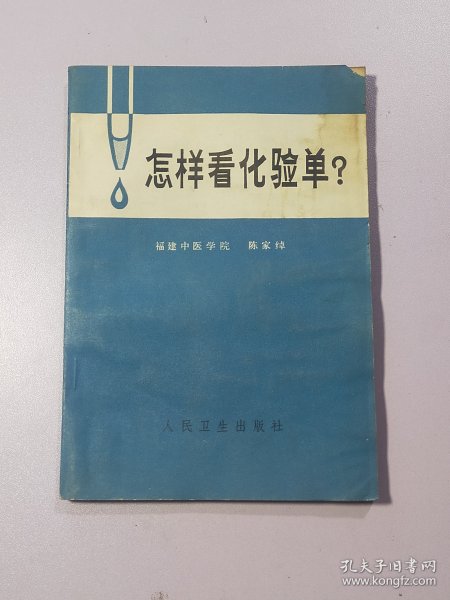 怎样看化验单?
福建中医学院 陈家绰
人民卫生出版社
孔夫子旧书网
www.kongfz.com